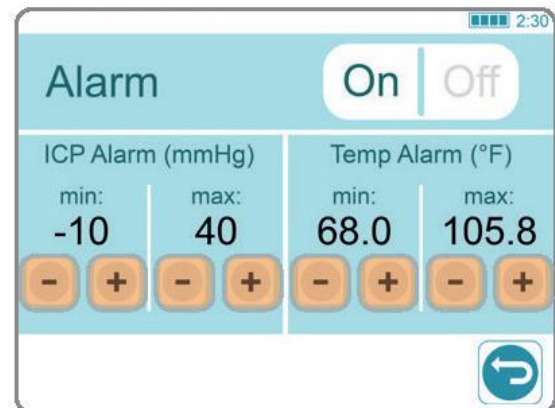 2:30
Alarm On Off
ICP Alarm (mmHg) Temp Alarm (°F)
min: max: min: max:
-10 40 68.0 105.8
- + - + - + - +